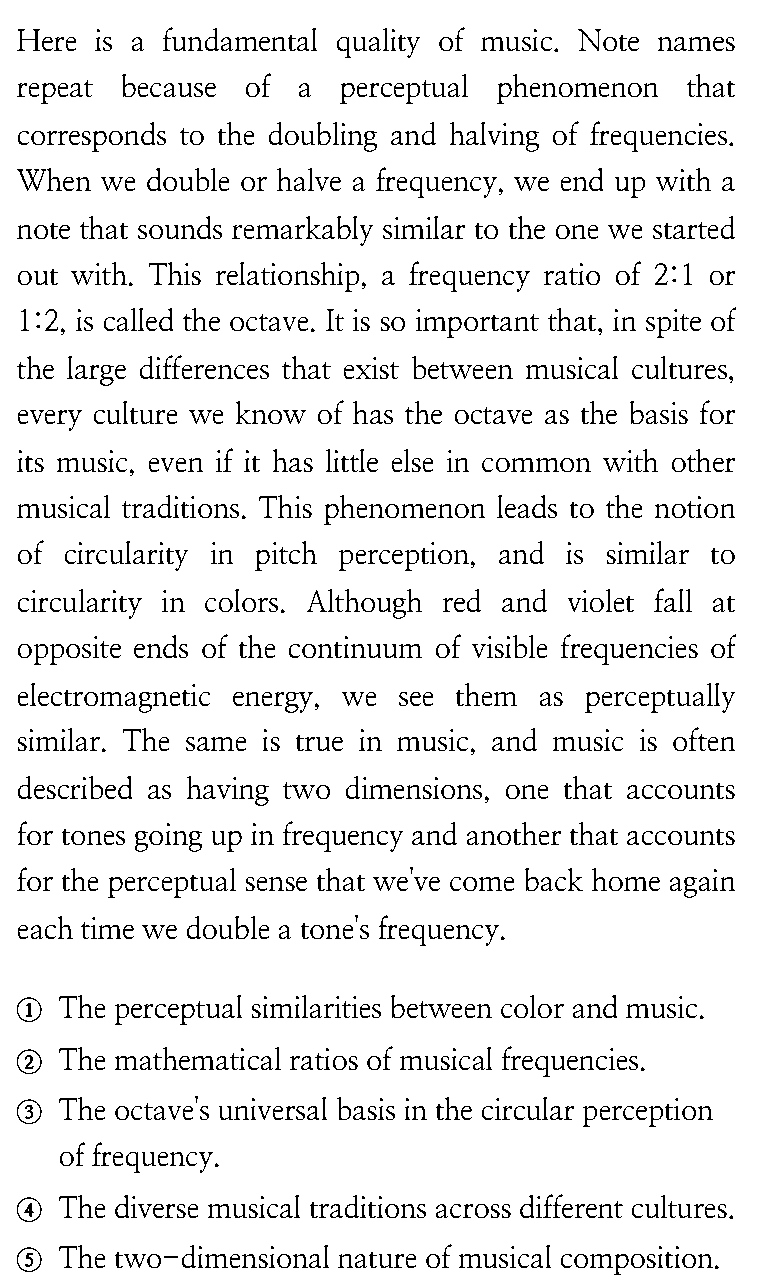 Here is a fundamental quality of music. Note names
repeat because of a perceptual phenomenon that
corresponds to the doubling and halving of frequencies.
When we double or halve a frequency, we end up with a
note that sounds remarkably similar to the one we started
out with. This relationship, a frequency ratio of 2:1 or
1:2, is called the octave. It is so important that, in spite of
the large differences that exist between musical cultures,
every culture we know of has the octave as the basis for
its music, even if it has little else in common with other
musical traditions. This phenomenon leads to the notion
of circularity in pitch perception, and is similar to
circularity in colors. Although red and violet fall at
opposite ends of the continuum of visible frequencies of
electromagnetic energy, we see them as perceptually
similar. The same is true in music, and music is often
described as having two dimensions, one that accounts
for tones going up in frequency and another that accounts
for the perceptual sense that we've come back home again
each time we double a tone's frequency.
① The perceptual similarities between color and music.
② The mathematical ratios of musical frequencies.
③ The octave's universal basis in the circular perception
of frequency.
④ The diverse musical traditions across different cultures.
⑤ The two-dimensional nature of musical composition.